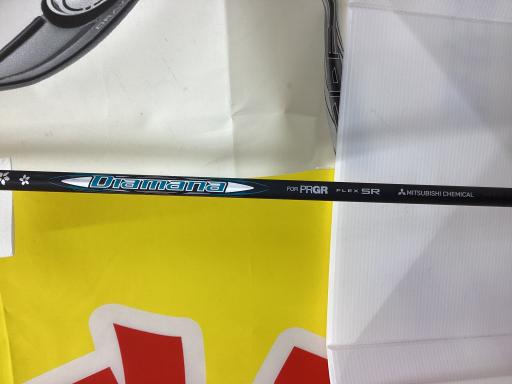 Diamana FOR PRGR FLEX SR MITSUBISHI CHEMICAL